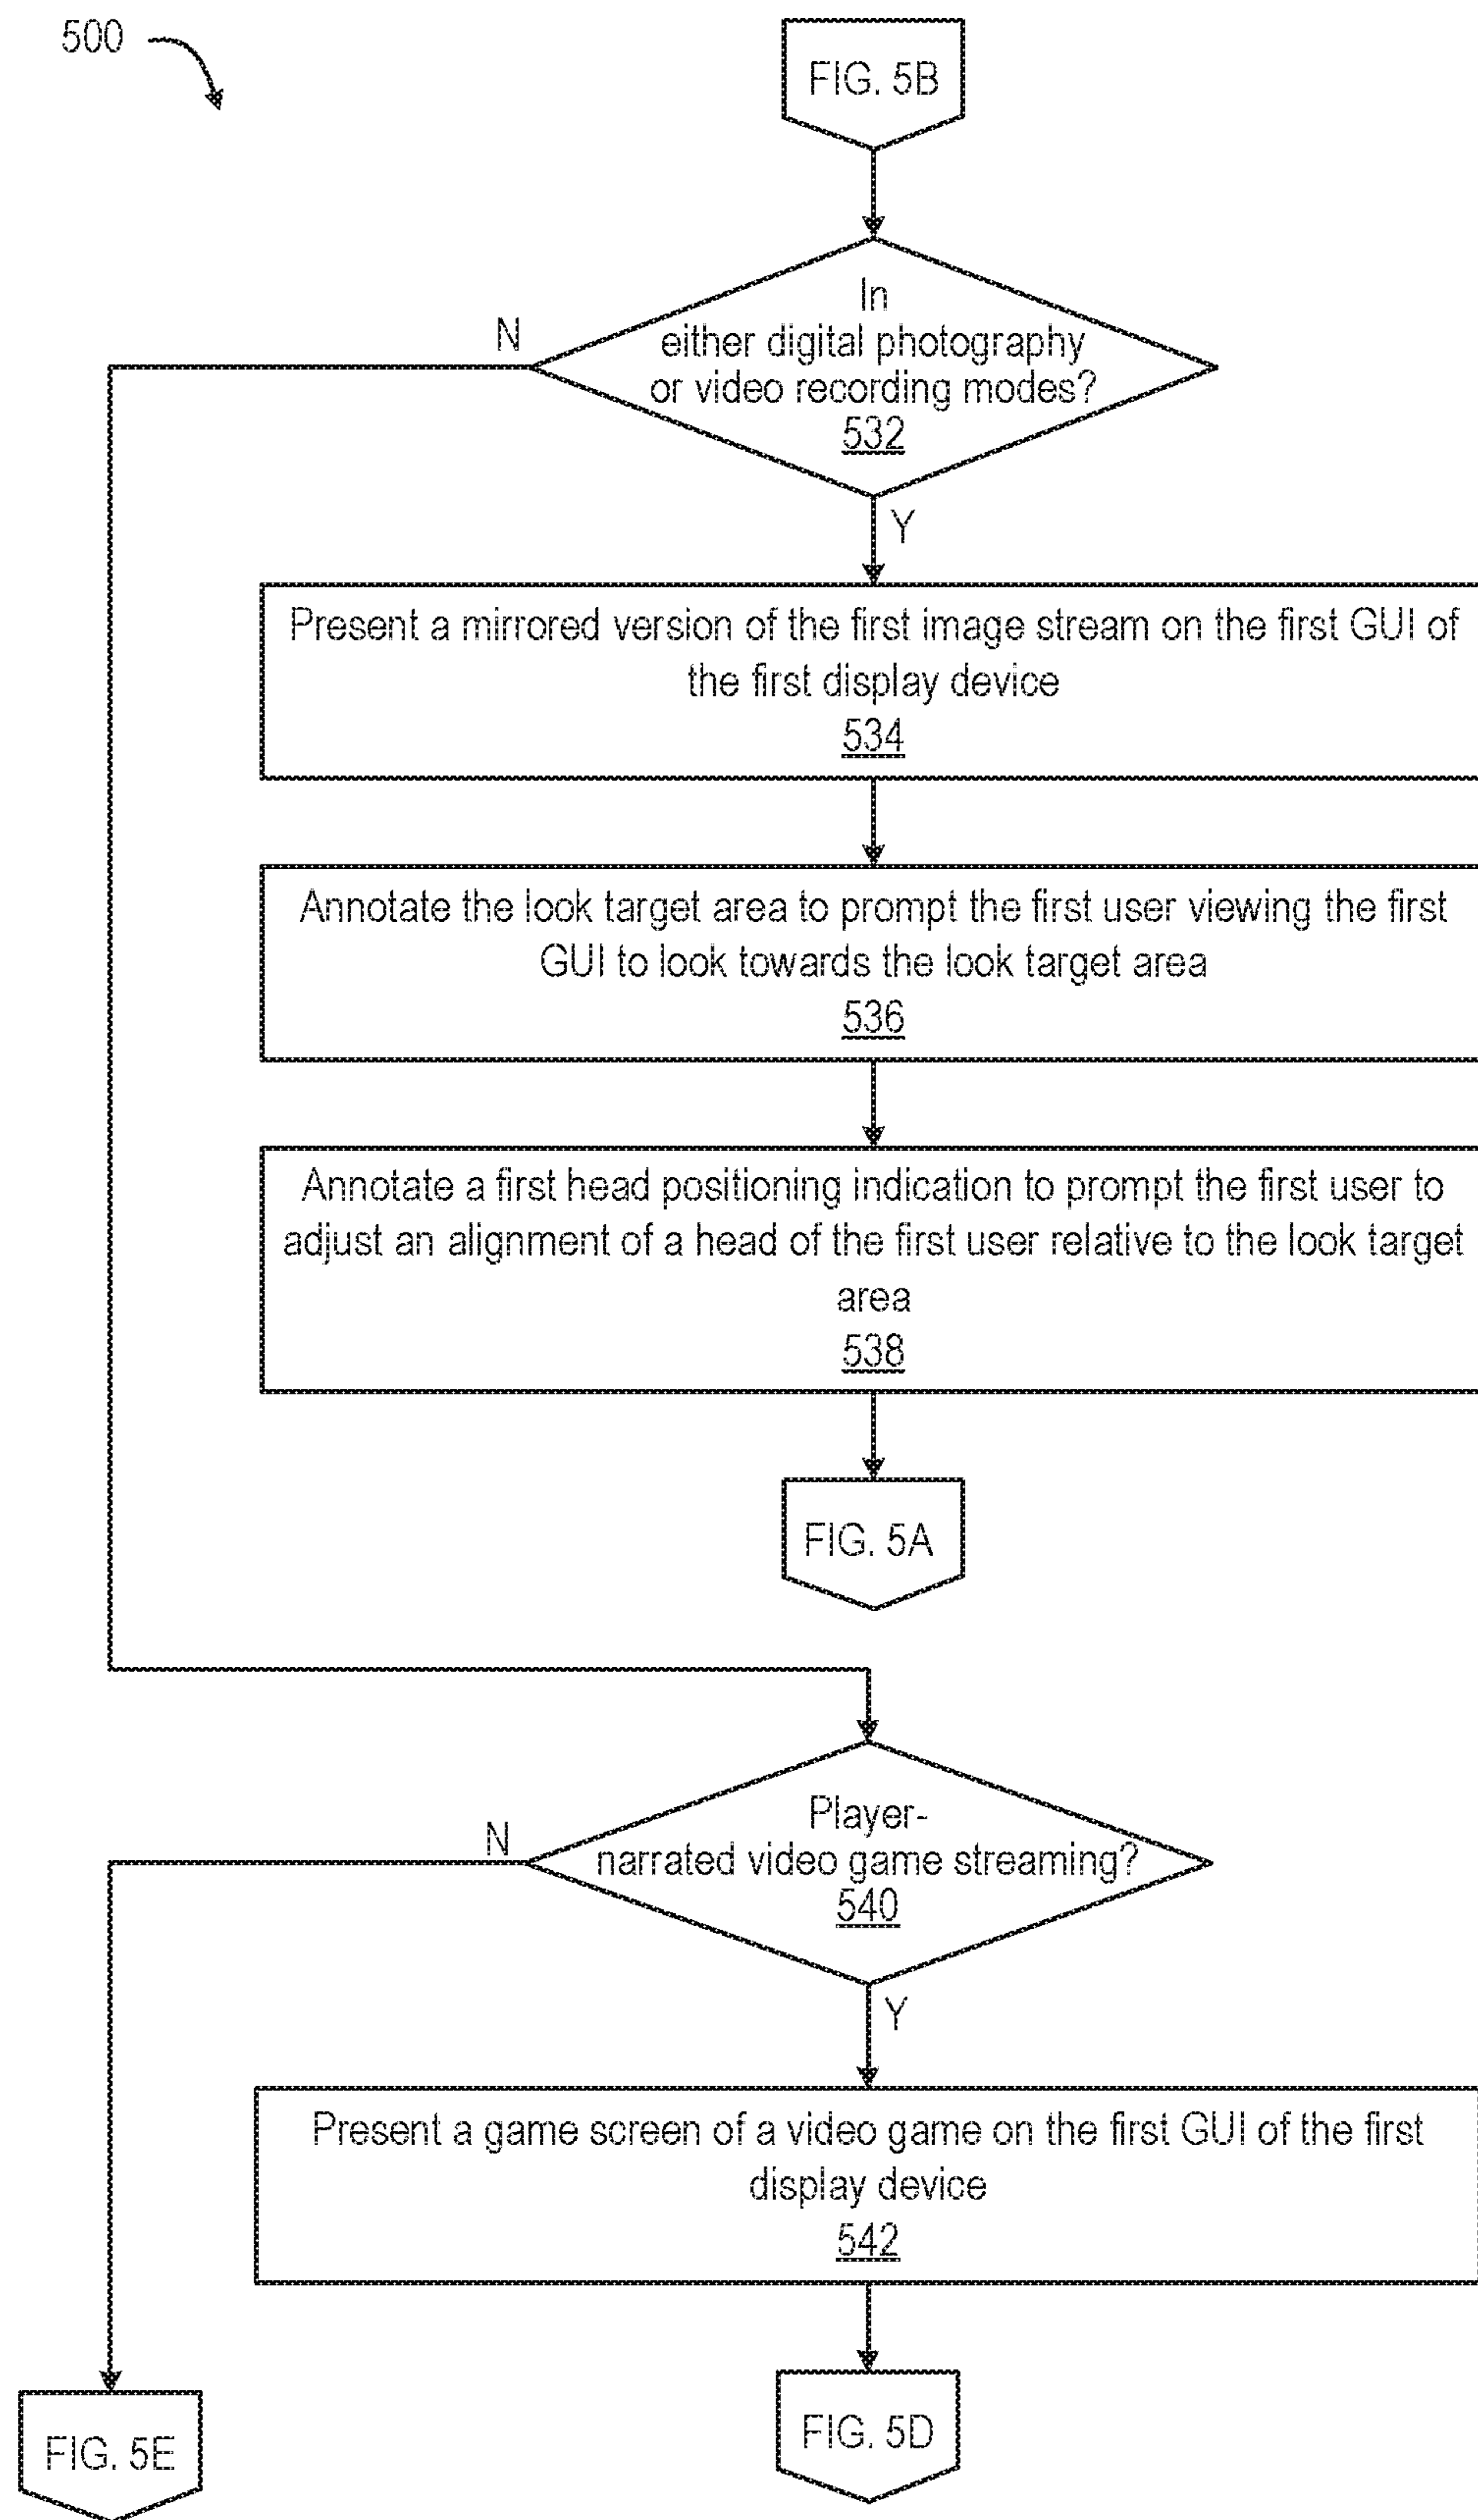 500
FIG. 5B
In
either digital photography
or video recording modes?
532
N
Y
Present a mirrored version of the first image stream on the first GUI of
the first display device
534
Annotate the look target area to prompt the first user viewing the first
GUI to look towards the look target area
536
Annotate a first head positioning indication to prompt the first user to
adjust an alignment of a head of the first user relative to the look target
area
538
FIG. 5A
Player-
narrated video game streaming?
540
N
Y
Present a game screen of a video game on the first GUI of the first
display device
542
FIG. 5E
FIG. 5D